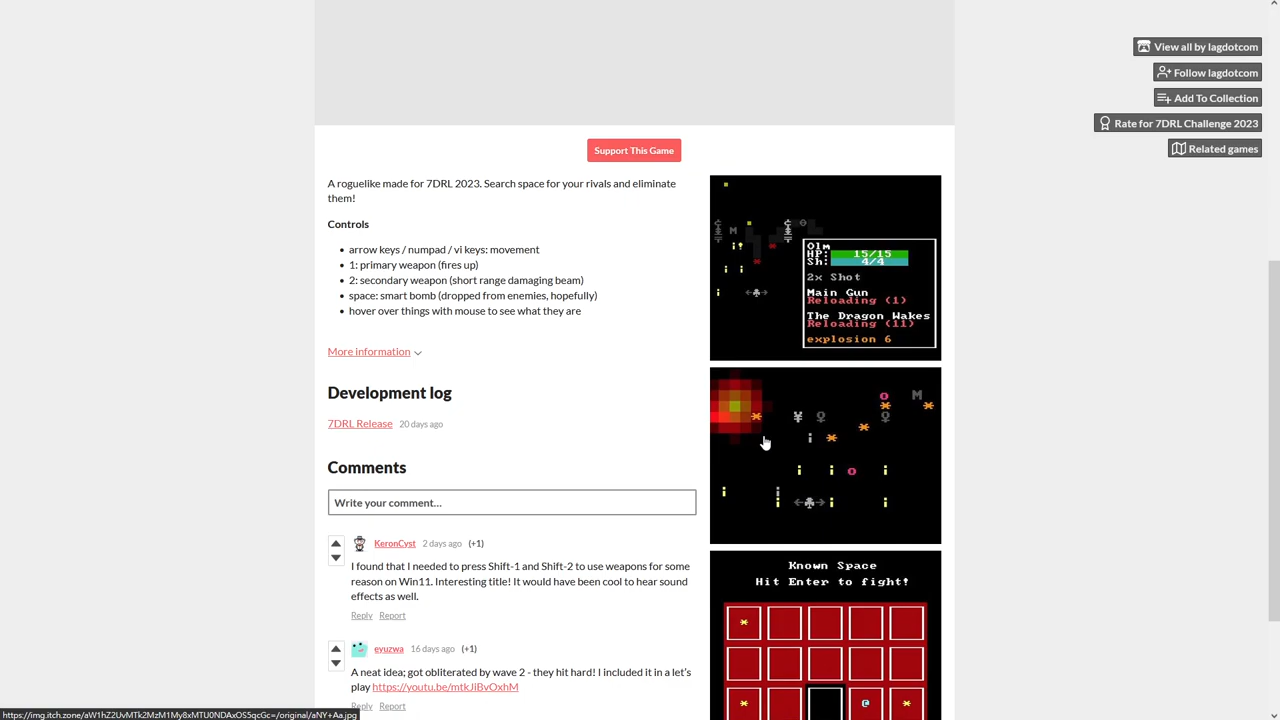 View all by lagdotcom
Follow lagdotcom
Add To Collection
Rate for 7DRL Challenge 2023
Related games
Support This Game
A roguelike made for 7DRL 2023. Search space for your rivals and eliminate
them!
Controls
• arrow keys / numpad / vi keys: movement
• 1: primary weapon (fires up)
• 2: secondary weapon (short range damaging beam)
• space: smart bomb (dropped from enemies, hopefully)
• hover over things with mouse to see what they are
More information
Development log
7DRL Release 20 days ago
Comments
Write your comment...
KeronCyst 2 days ago (+1)
I found that I needed to press Shift-1 and Shift-2 to use weapons for some
reason on Win11. Interesting title! It would have been cool to hear sound
effects as well.
Reply Report
eyuzwa 16 days ago (+1)
A neat idea; got obliterated by wave 2 - they hit hard! I included it in a let's
play https://youtu.be/mtkJiBvOxhM
Reply Report
Olm
HP: 15/15
Sh: 4/4
2x Shot
Main Gun
Reloading (1)
The Dragon Wakes
Reloading (11)
explosion 6
Known Space
Hit Enter to fight!
https://img.itch.zone/aW1hZ2UvMTk2MzM1My8xMTU0NDAxOS5qcGc=/original/aNY+Aa.jpg